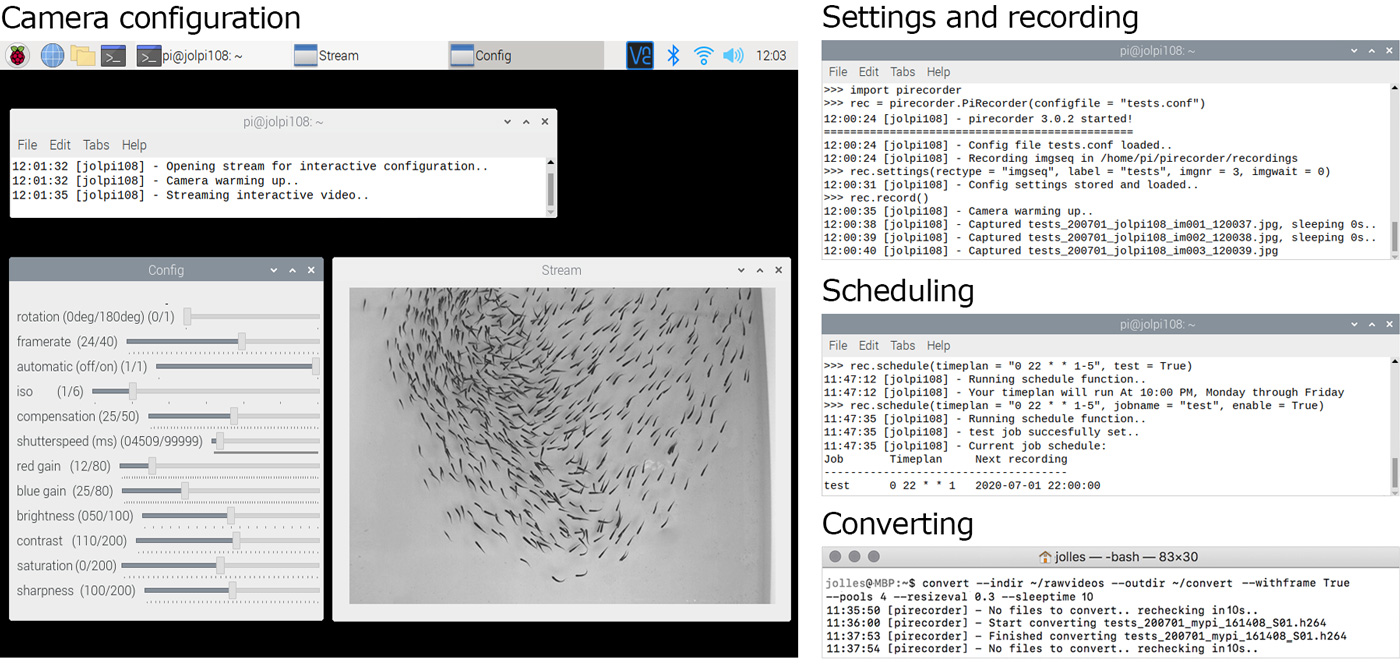 Camera configuration
pi@jolpi108: ~
Stream
Config
12:03
pi@jolpi108: ~
File Edit Tabs Help
12:01:32 [jolpi108] - Opening stream for interactive configuration..
12:01:32 [jolpi108] - Camera warming up..
12:01:35 [jolpi108] - Streaming interactive video..
Config
rotation (0deg/180deg) (0/1)
framerate (24/40)
automatic (off/on) (1/1)
iso (1/6)
compensation (25/50)
shutterspeed (ms) (04509/99999)
red gain (12/80)
blue gain (25/80)
brightness (050/100)
contrast (110/200)
saturation (0/200)
sharpness (100/200)
Stream
Settings and recording
pi@jolpi108: ~
File Edit Tabs Help
>>> import pirecorder
>>> rec = pirecorder.PiRecorder(configfile = "tests.conf")
12:00:24 [jolpi108] - pirecorder 3.0.2 started!
===============================================
12:00:24 [jolpi108] - Config file tests.conf loaded..
12:00:24 [jolpi108] - Recording imgseq in /home/pi/pirecorder/recordings
>>> rec.settings(rectype = "imgseq", label = "tests", imgnr = 3, imgwait = 0)
12:00:31 [jolpi108] - Config settings stored and loaded..
>>> rec.record()
12:00:35 [jolpi108] - Camera warming up..
12:00:38 [jolpi108] - Captured tests_200701_jolpi108_im001_120037.jpg, sleeping 0s..
12:00:39 [jolpi108] - Captured tests_200701_jolpi108_im002_120038.jpg, sleeping 0s..
12:00:40 [jolpi108] - Captured tests_200701_jolpi108_im003_120039.jpg
Scheduling
pi@jolpi108: ~
File Edit Tabs Help
>>> rec.schedule(timeplan = "0 22 * * 1-5", test = True)
11:47:12 [jolpi108] - Running schedule function..
11:47:12 [jolpi108] - Your timeplan will run At 10:00 PM, Monday through Friday
>>> rec.schedule(timeplan = "0 22 * * 1-5", jobname = "test", enable = True)
11:47:35 [jolpi108] - Running schedule function..
11:47:35 [jolpi108] - test job succesfully set..
11:47:35 [jolpi108] - Current job schedule:
Job Timeplan Next recording
-------------------------------------
test 0 22 * * 1 2020-07-01 22:00:00
Converting
jolles — -bash — 83×30
jolles@MBP:~$ convert --indir ~/rawvideos --outdir ~/convert --withframe True
--pools 4 --resizeval 0.3 --sleeptime 10
11:35:50 [pirecorder] - No files to convert.. rechecking in10s..
11:36:00 [pirecorder] - Start converting tests_200701_mypi_161408_S01.h264
11:37:53 [pirecorder] - Finished converting tests_200701_mypi_161408_S01.h264
11:37:54 [pirecorder] - No files to convert.. rechecking in10s..